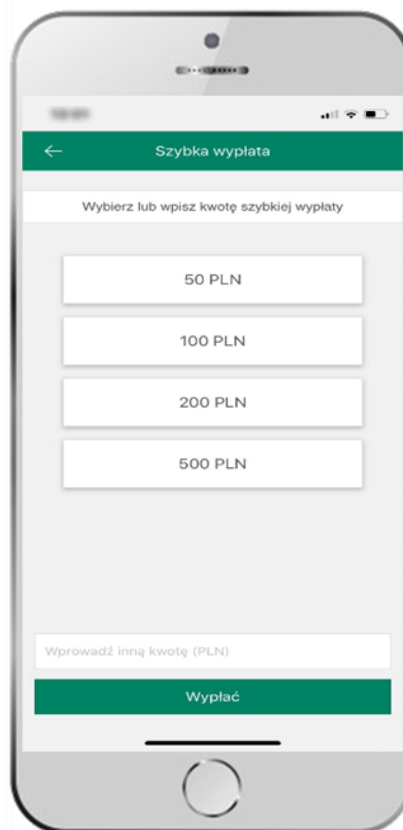 Szybka wypłata
Wybierz lub wpisz kwotę szybkiej wypłaty
50 PLN
100 PLN
200 PLN
500 PLN
Wprowadź inną kwotę (PLN)
Wypłać